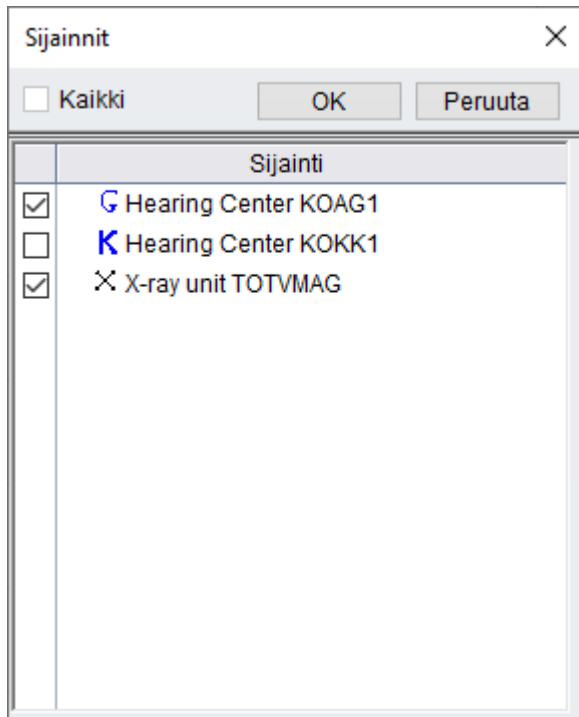 Sijainnit
Kaikki OK Peruuta
Sijainti
G Hearing Center KOAG1
K Hearing Center KOKK1
X X-ray unit TOTVMAG